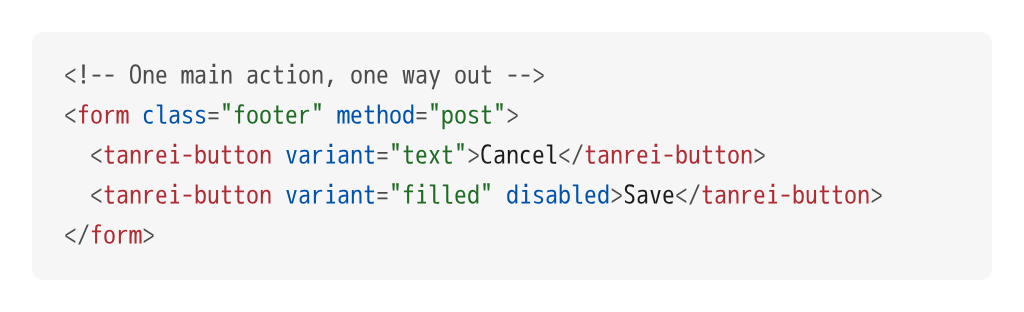 <!-- One main action, one way out -->
<form class="footer" method="post">
  <tanrei-button variant="text">Cancel</tanrei-button>
  <tanrei-button variant="filled" disabled>Save</tanrei-button>
</form>